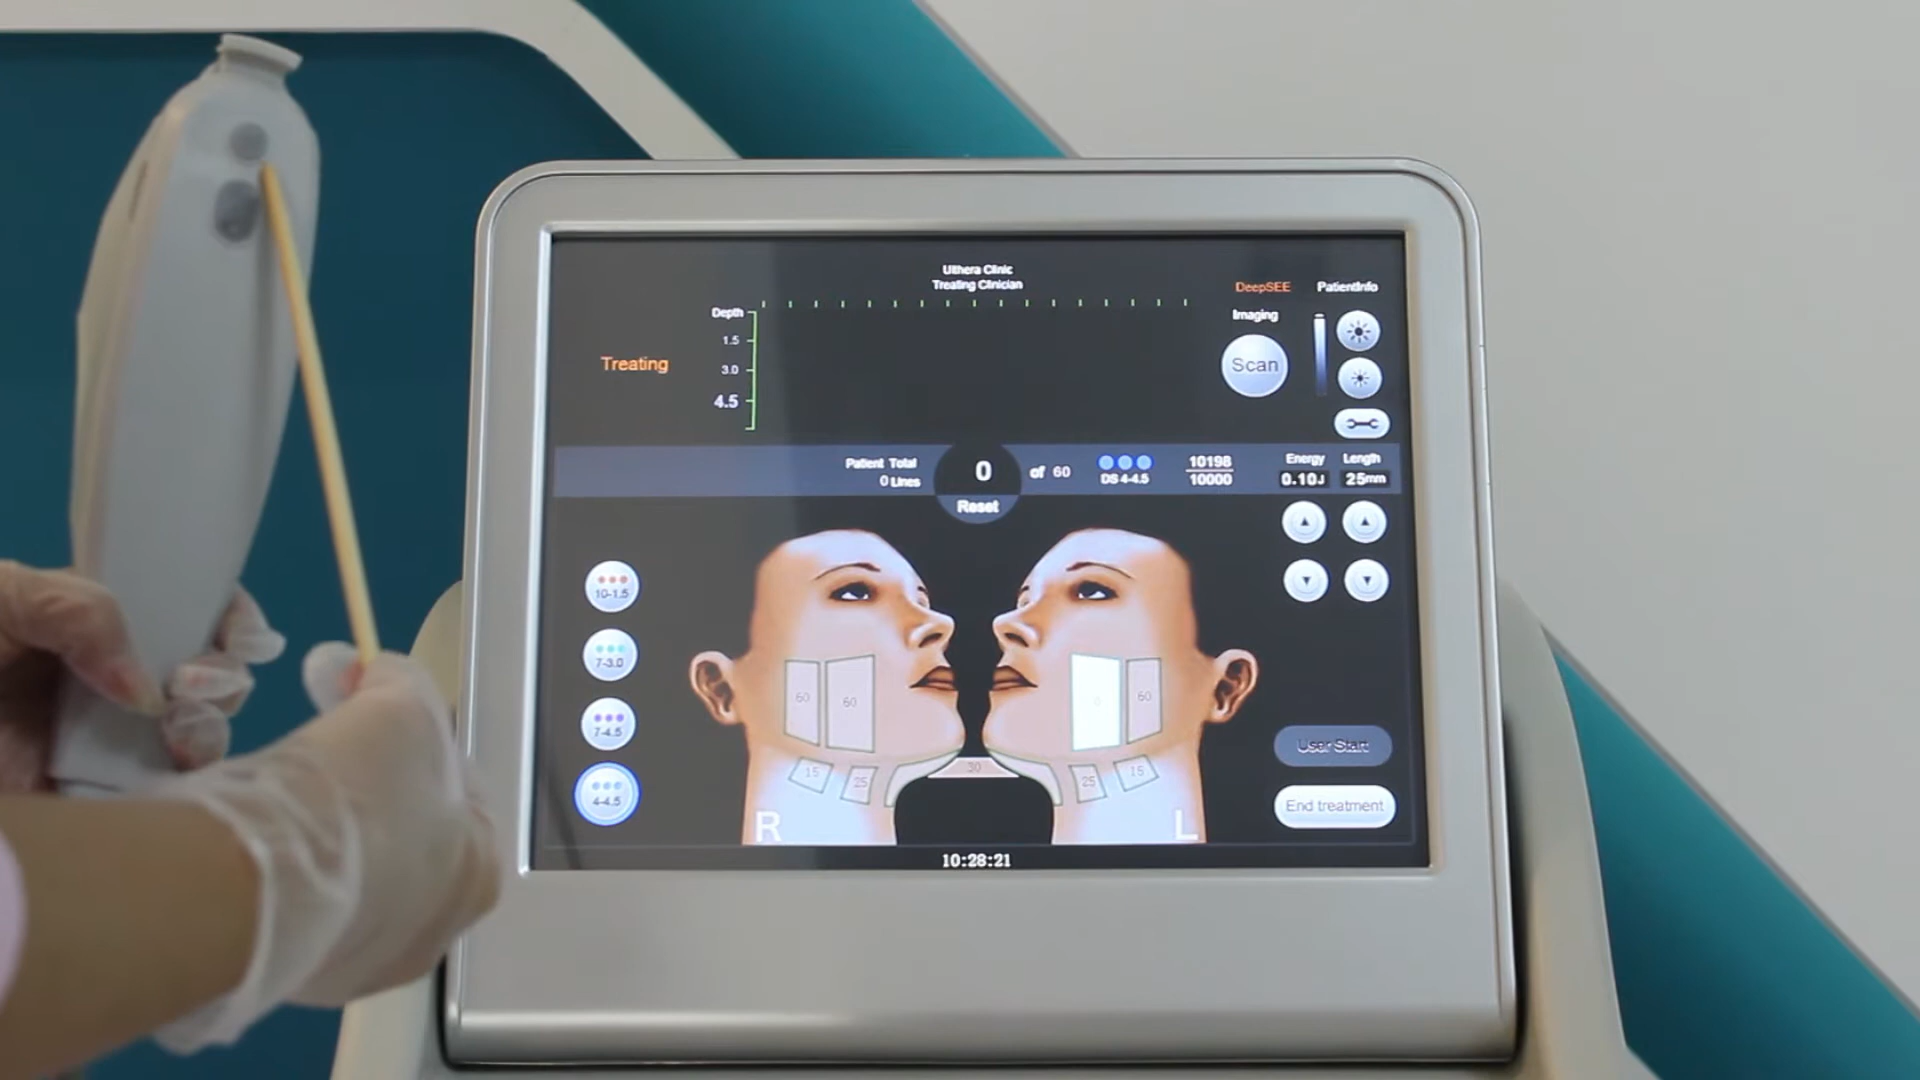 Ulthera Clinic
Treating Clinician
DeepSEE
PatientInfo
Imaging
Depth
1.5
Treating
3.0
Scan
4.5
Patient Total
0 Lines
0
of 60
Reset
DS 4-4.5
10198
10000
Energy
0.10J
Length
25mm
10-1.5
7-3.0
7-4.5
4-4.5
60
60
15
25
30
0
60
25
15
R
L
User Start
End treatment
10:28:21